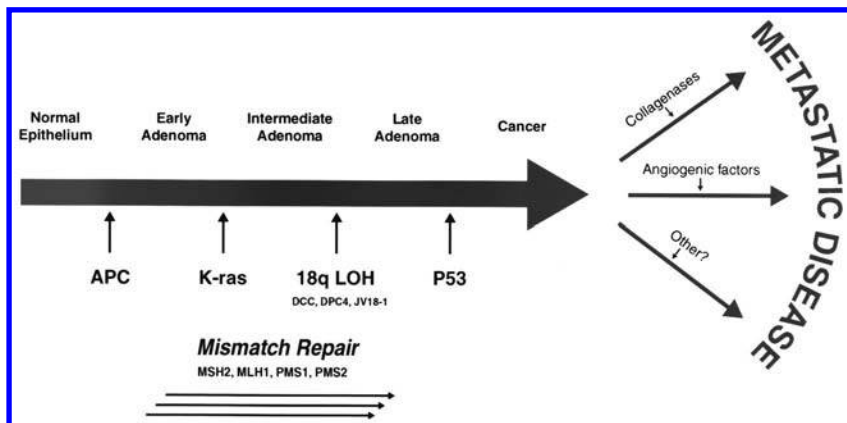 Normal
Epithelium
Early
Adenoma
Intermediate
Adenoma
Late
Adenoma
Cancer
APC
K-ras
18q LOH
DCC, DPC4, JV18-1
P53
Mismatch Repair
MSH2, MLH1, PMS1, PMS2
Collagenases
Angiogenic factors
Other?
METASTATIC DISEASE